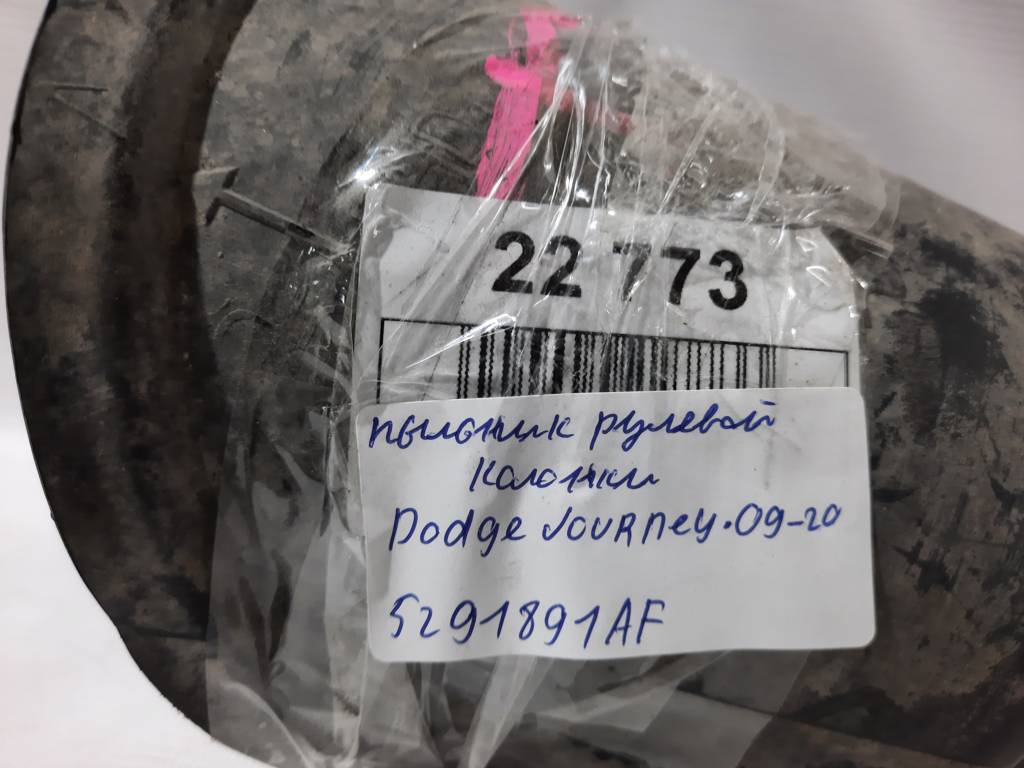 22 773
пыльник рулевой
колонки
Dodge JOURNey.09-20
5291891AF